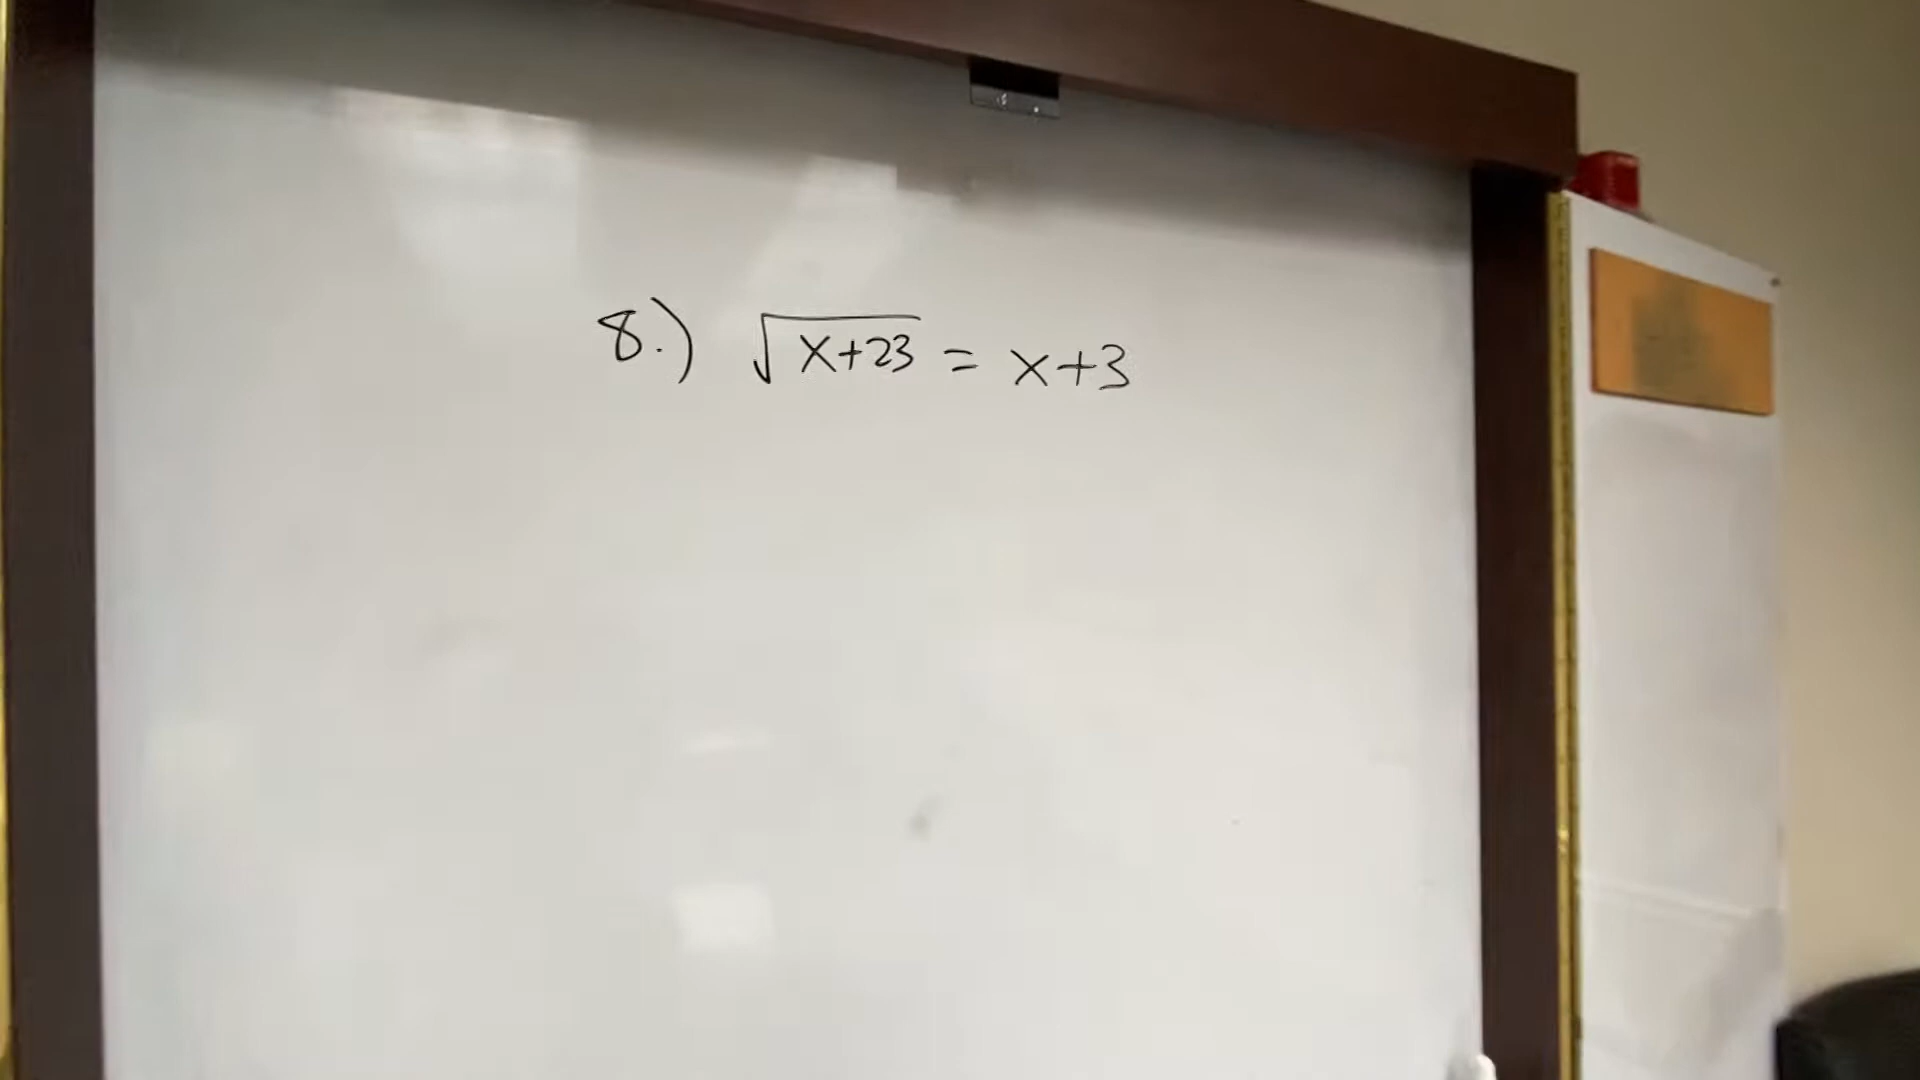 8.) √x+23 = x+3